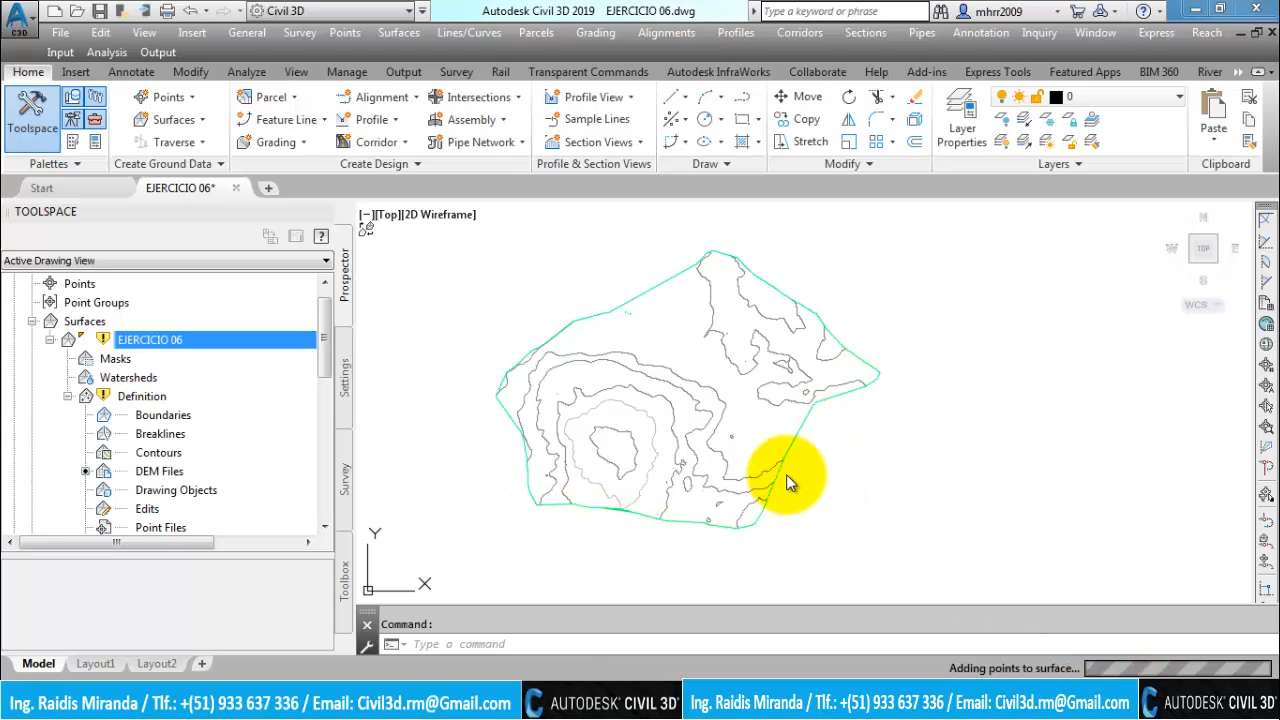 C3D
Civil 3D
Autodesk Civil 3D 2019 EJERCICIO 06.dwg
Type a keyword or phrase
mhrr2009
File Edit View Insert General Survey Points Surfaces Lines/Curves Parcels Grading Alignments Profiles Corridors Sections Pipes Annotation Inquiry Window Express Reach
Input Analysis Output
Home Insert Annotate Modify Analyze View Manage Output Survey Rail Transparent Commands Autodesk InfraWorks Collaborate Help Add-ins Express Tools Featured Apps BIM 360 River
Toolspace
Points
Surfaces
Traverse
Parcel
Feature Line
Grading
Alignment
Profile
Corridor
Intersections
Assembly
Pipe Network
Profile View
Sample Lines
Section Views
Move
Copy
Stretch
Layer
Properties
0
Paste
Palettes Create Ground Data Create Design Profile & Section Views Draw Modify Layers Clipboard
Start EJERCICIO 06*
TOOLSPACE
Active Drawing View
Points
Point Groups
Surfaces
EJERCICIO 06
Masks
Watersheds
Definition
Boundaries
Breaklines
Contours
DEM Files
Drawing Objects
Edits
Point Files
Prospector
Settings
Survey
Toolbox
[−][Top][2D Wireframe]
TOP
WCS
Y
X
Command:
Type a command
Model Layout1 Layout2
Adding points to surface...
Ing. Raidis Miranda / Tlf.: +(51) 933 637 336 / Email: Civil3d.rm@Gmail.com AUTODESK® CIVIL 3D® Ing. Raidis Miranda / Tlf.: +(51) 933 637 336 / Email: Civil3d.rm@Gmail.com AUTODESK® CIVIL 3D®